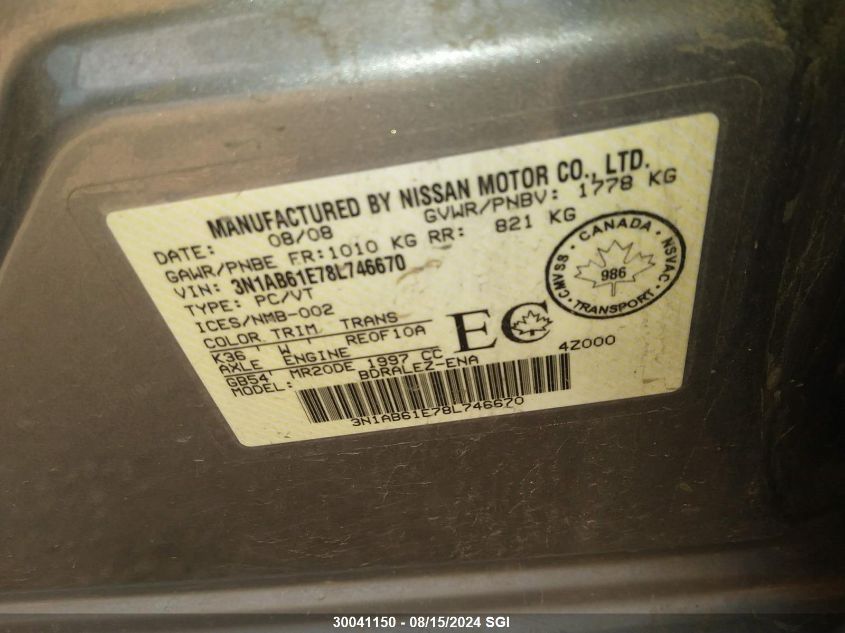 MANUFACTURED BY NISSAN MOTOR CO., LTD.
DATE: 08/08 GVWR/PNBV: 1778 KG
GAWR/PNBE FR:1010 KG RR: 821 KG
VIN: 3N1AB61E78L746670
TYPE: PC/VT
ICES/NMB-002
COLOR TRIM TRANS
K36 W RE0F10A
AXLE ENGINE
GB54 MR20DE 1997 CC
MODEL: BDRALEZ-ENA
EC
4Z000
CANADA
CMVSS 986 NSVAC
TRANSPORT
3N1AB61E78L746670
30041150 - 08/15/2024 SGI